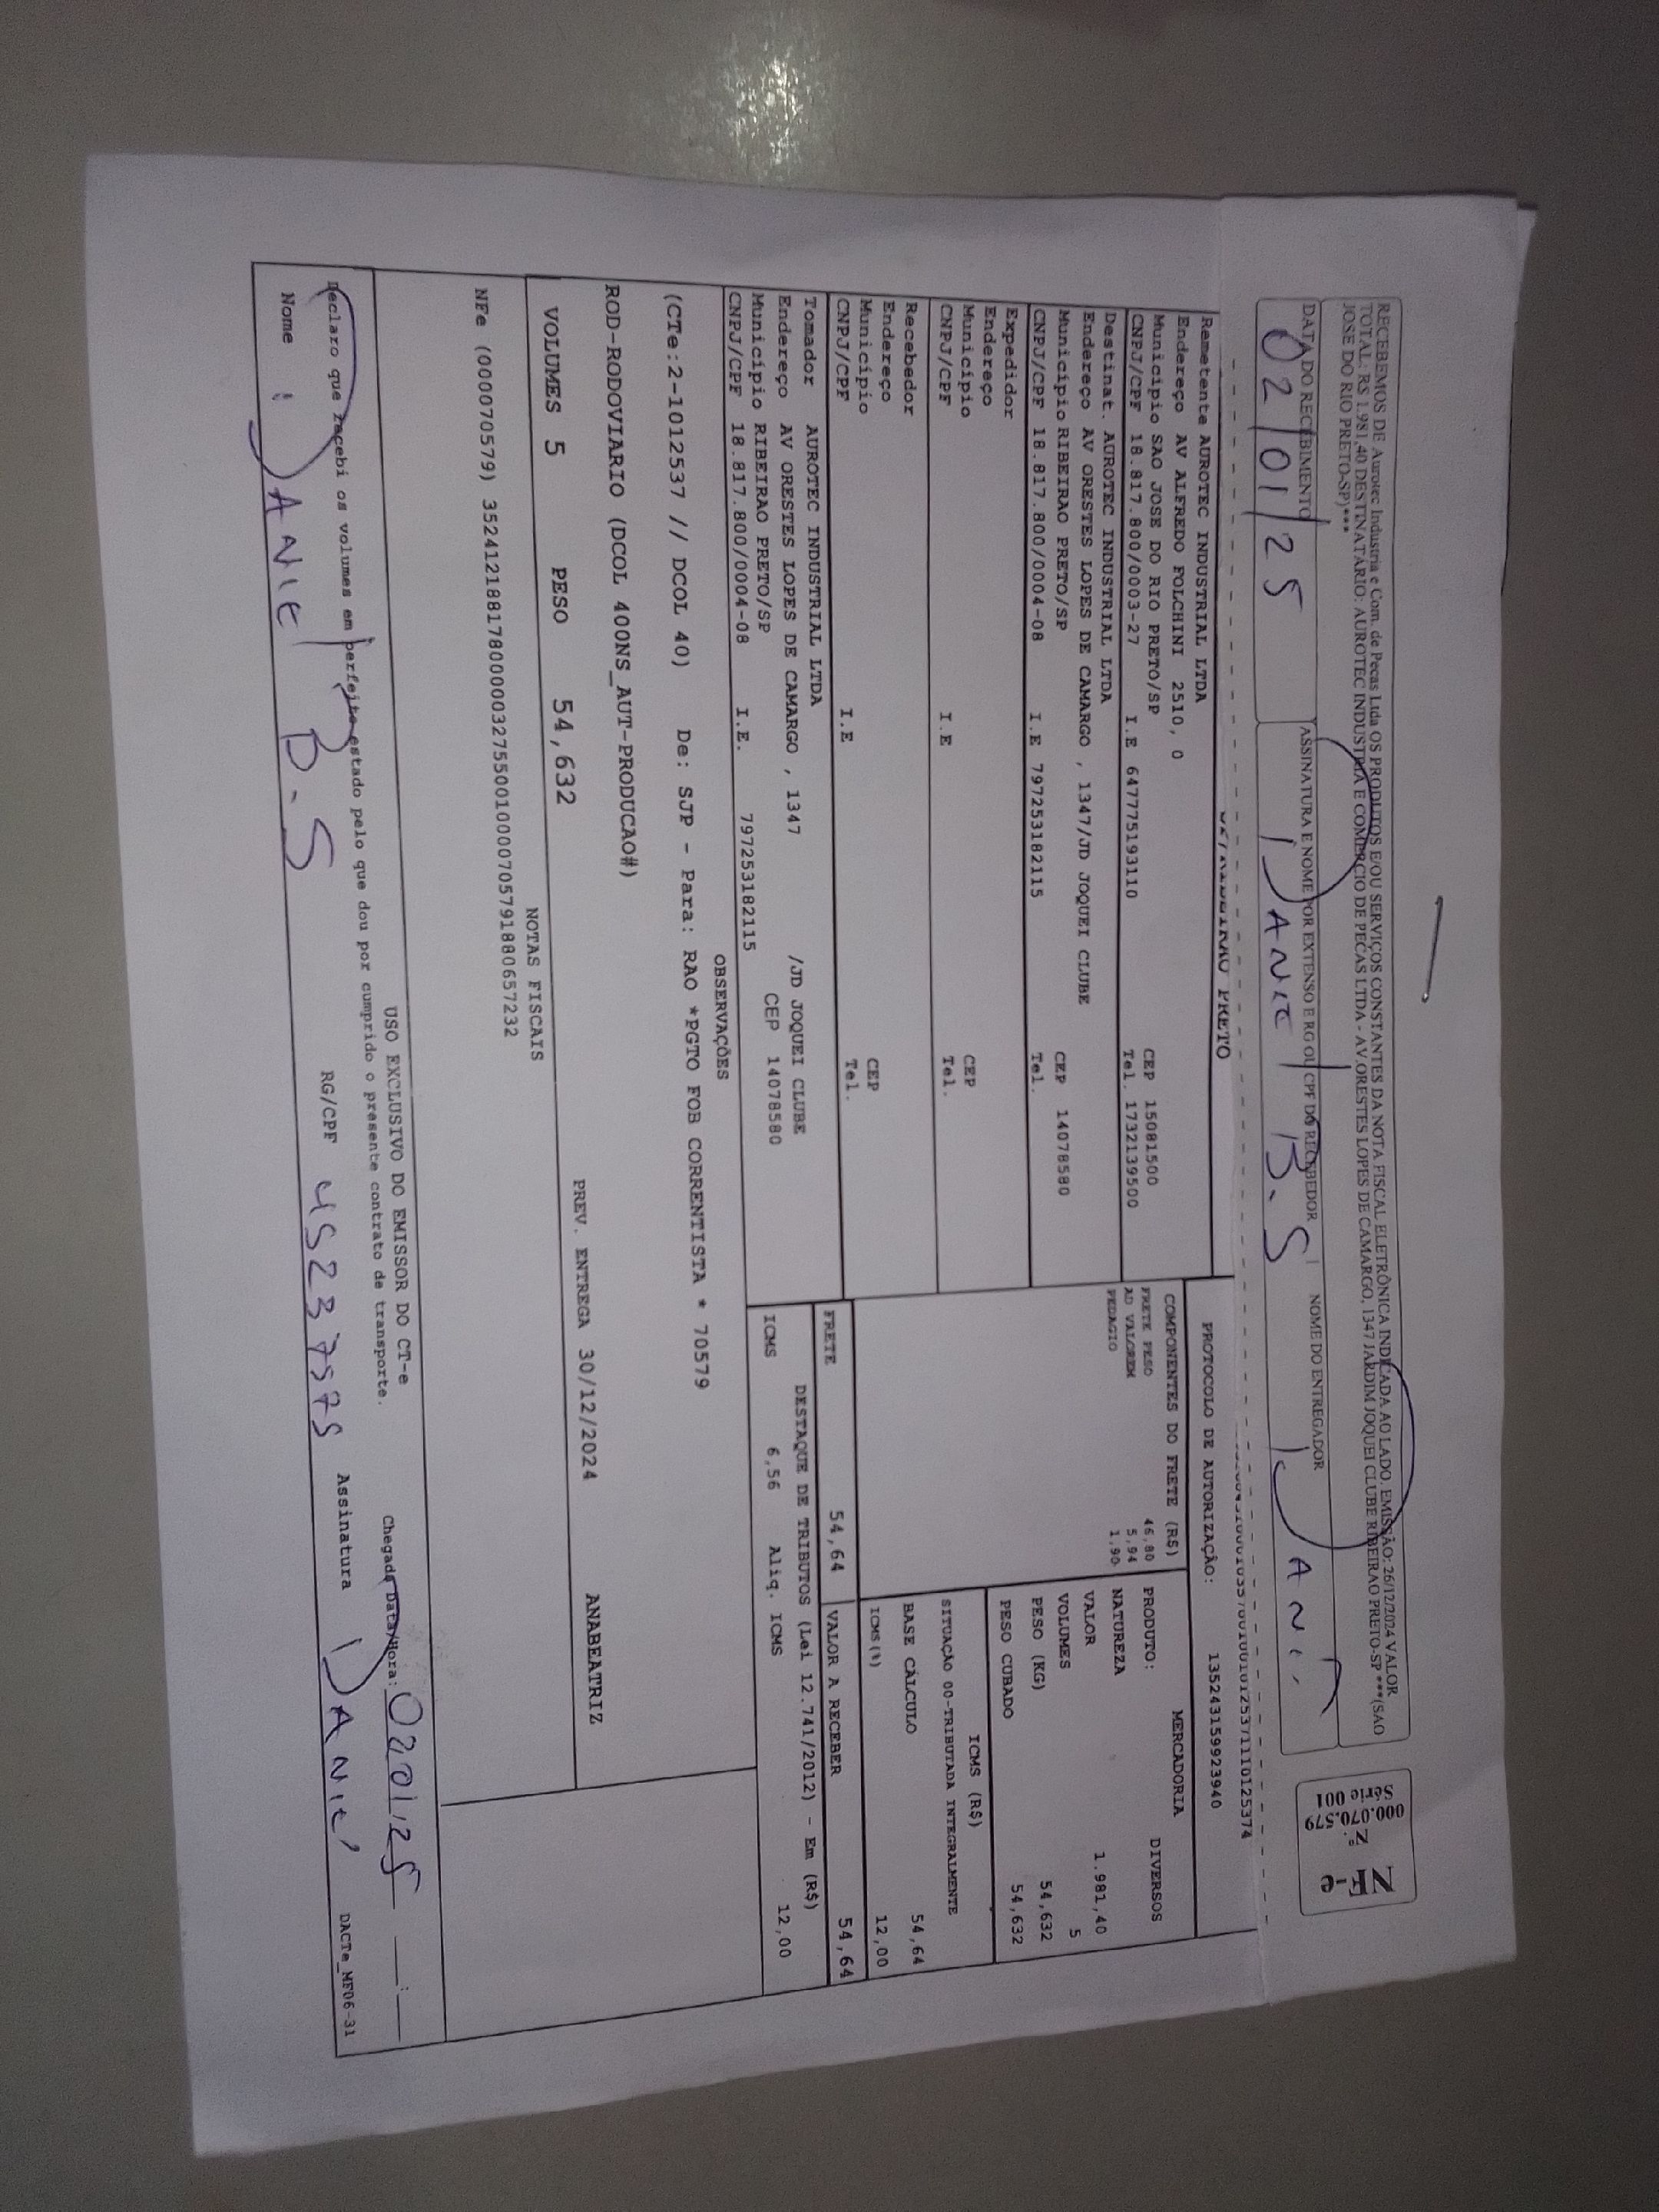 RECEBEMOS DE Aurotec Industria e Com. de Pecas Ltda OS PRODUTOS E/OU SERVIÇOS CONSTANTES DA NOTA FISCAL ELETRÔNICA INDICADA AO LADO. EMISSÃO: 26/12/2024 VALOR
TOTAL: R$ 1.981,40 DESTINATÁRIO: AUROTEC INDUSTRIA E COMERCIO DE PECAS LTDA - AV.ORESTES LOPES DE CAMARGO, 1347 JARDIM JOQUEI CLUBE RIBEIRAO PRETO-SP ***(SAO
JOSE DO RIO PRETO-SP)***
DATA DO RECEBIMENTO ASSINATURA E NOME POR EXTENSO E RG OU CPF DO RECEBEDOR NOME DO ENTREGADOR
02/01/25 DANIEL B.S
NF-e
Nº.
000.070.579
Série 001
RIBEIRAO PRETO
PROTOCOLO DE AUTORIZAÇÃO: 135243159923940
Remetente AUROTEC INDUSTRIAL LTDA
Endereço AV ALFREDO FOLCHINI 2510, 0
Município SAO JOSE DO RIO PRETO/SP CEP 15081500
CNPJ/CPF 18.817.800/0003-27 I.E 647775193110 Tel. 1732139500
Destinat. AUROTEC INDUSTRIAL LTDA
Endereço AV ORESTES LOPES DE CAMARGO , 1347/JD JOQUEI CLUBE
Município RIBEIRAO PRETO/SP CEP 14078580
CNPJ/CPF 18.817.800/0004-08 I.E 797253182115 Tel.
Expedidor
Endereço
Município CEP
CNPJ/CPF I.E Tel.
Recebedor
Endereço
Município CEP
CNPJ/CPF I.E Tel.
Tomador AUROTEC INDUSTRIAL LTDA
Endereço AV ORESTES LOPES DE CAMARGO , 1347 /JD JOQUEI CLUBE
Município RIBEIRAO PRETO/SP CEP 14078580
CNPJ/CPF 18.817.800/0004-08 I.E. 797253182115
COMPONENTES DO FRETE (R$)
FRETE PESO 46,80
AD VALOREM 5,94
PEDAGIO 1,90
MERCADORIA
PRODUTO: DIVERSOS
NATUREZA
VALOR 1.981,40
VOLUMES 5
PESO (KG) 54,632
PESO CUBADO 54,632
ICMS (R$)
SITUAÇÃO 00-TRIBUTADA INTEGRALMENTE
BASE CÁLCULO 54,64
ICMS(%) 12,00
FRETE 54,64 VALOR A RECEBER 54,64
DESTAQUE DE TRIBUTOS (Lei 12.741/2012) - Em (R$)
ICMS 6,56 Aliq. ICMS 12,00
OBSERVAÇÕES
(CTe:2-1012537 // DCOL 40) De: SJP - Para: RAO *PGTO FOB CORRENTISTA * 70579
ROD-RODOVIARIO (DCOL 400NS_AUT-PRODUCAO#)
VOLUMES 5 PESO 54,632 PREV. ENTREGA 30/12/2024 ANABEATRIZ
NOTAS FISCAIS
NFe (000070579) 35241218817800000327550010000705791880657232
USO EXCLUSIVO DO EMISSOR DO CT-e
Chegada Data/Hora: 02 01 25 __:__
Declaro que recebi os volumes em perfeito estado pelo que dou por cumprido o presente contrato de transporte.
Nome : DANIEL B.S RG/CPF 45237575 Assinatura DANIEL
DACTe_MF06-31